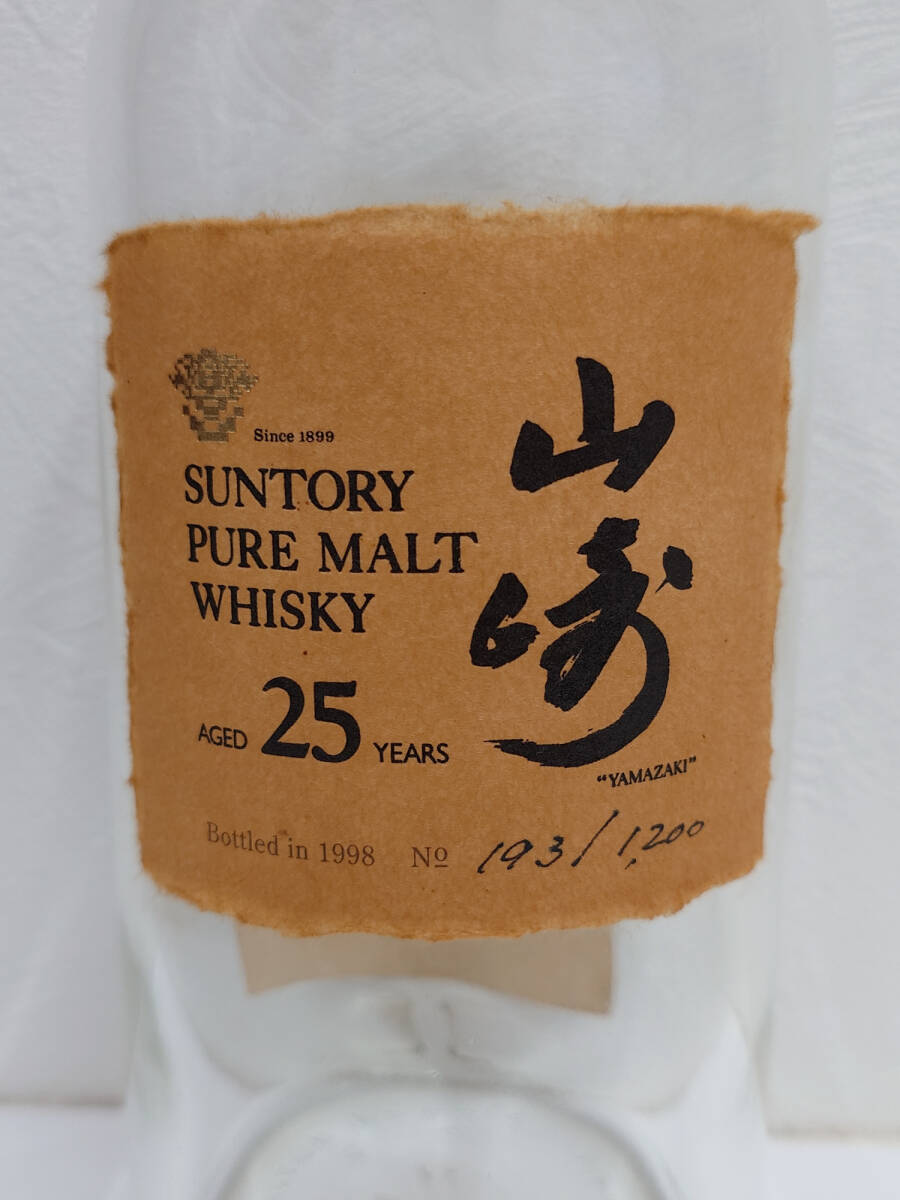 Since 1899
SUNTORY
PURE MALT
WHISKY
AGED 25 YEARS
山崎
“YAMAZAKI”
Bottled in 1998 № 193/1,200